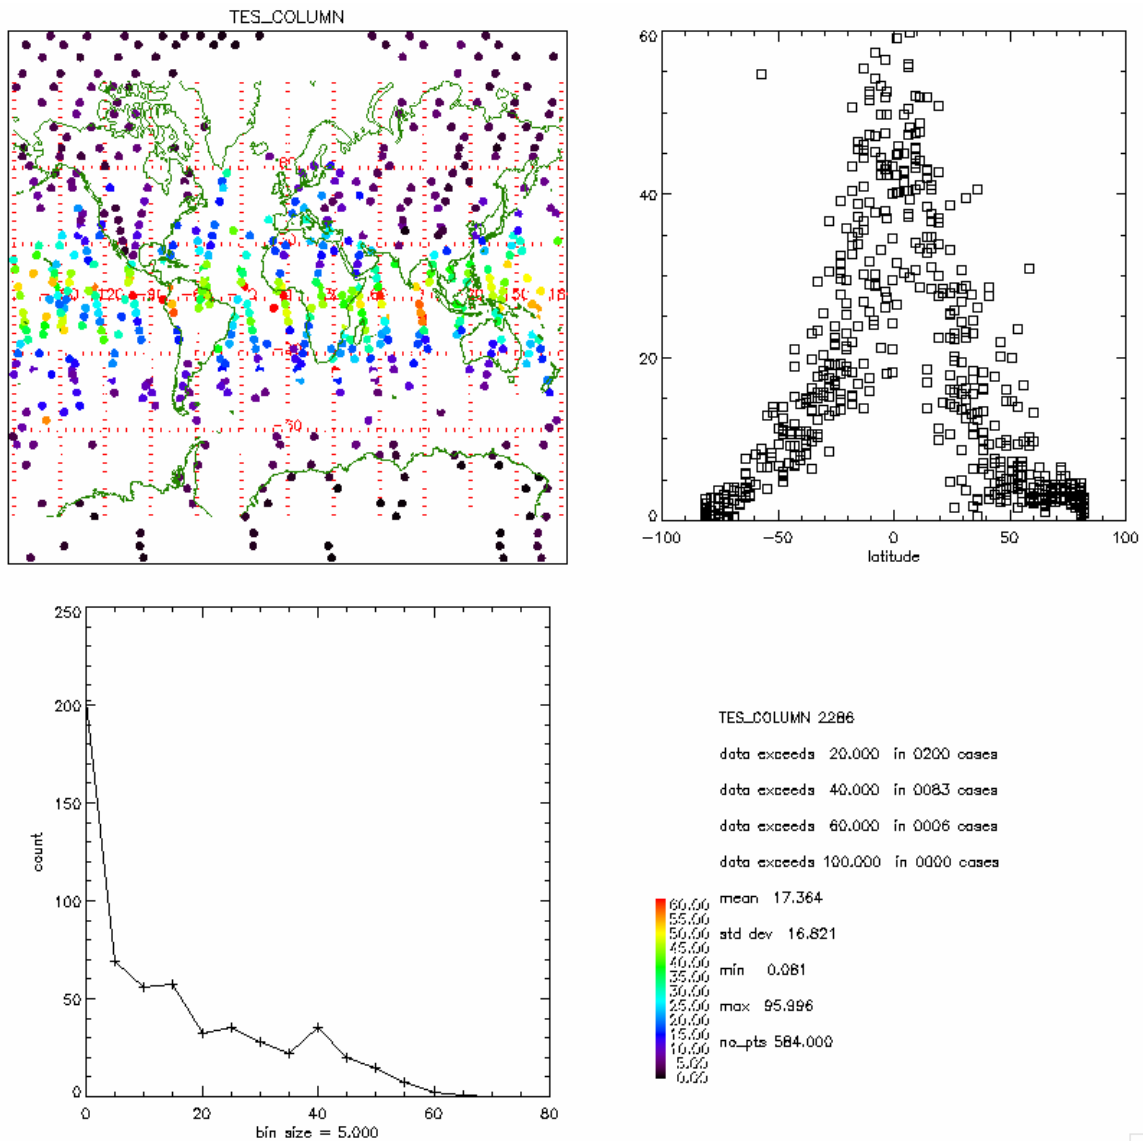 TES_COLUMN
60
40
20
0
-100
-50
0
50
100
latitude
-30
250
200
150
100
50
0
0
20
40
60
80
count
bin size = 5.000
TES_COLUMN 2286
data exceeds 20.000 in 0200 cases
data exceeds 40.000 in 0083 cases
data exceeds 60.000 in 0006 cases
data exceeds 100.000 in 0000 cases
mean 17.364
std dev 16.821
min 0.081
max 95.996
no_pts 584.000
60.00
55.00
50.00
45.00
40.00
35.00
30.00
25.00
20.00
15.00
10.00
5.00
0.00